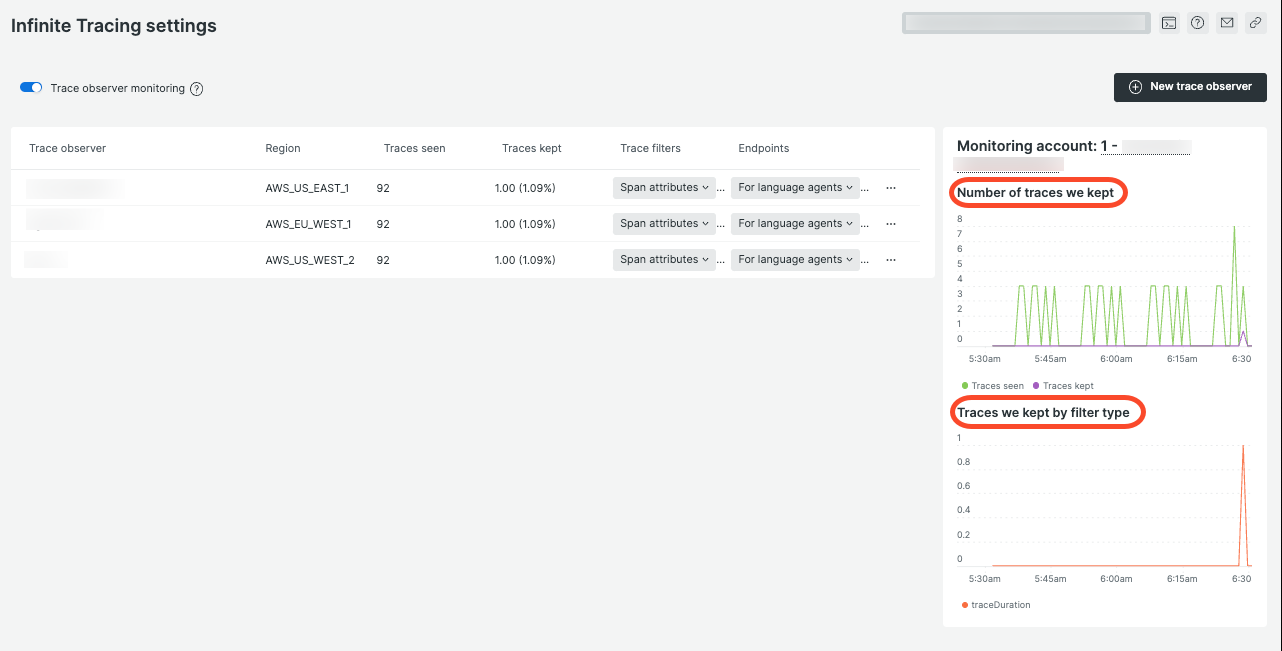 Infinite Tracing settings
Trace observer monitoring ?
New trace observer
Trace observer Region Traces seen Traces kept Trace filters Endpoints
AWS_US_EAST_1 92 1.00 (1.09%) Span attributes ... For language agents ... ...
AWS_EU_WEST_1 92 1.00 (1.09%) Span attributes ... For language agents ... ...
AWS_US_WEST_2 92 1.00 (1.09%) Span attributes ... For language agents ... ...
Monitoring account: 1 -
Number of traces we kept
8
7
6
5
4
3
2
1
0
5:30am 5:45am 6:00am 6:15am 6:30
Traces seen Traces kept
Traces we kept by filter type
1
0.8
0.6
0.4
0.2
0
5:30am 5:45am 6:00am 6:15am 6:30
traceDuration